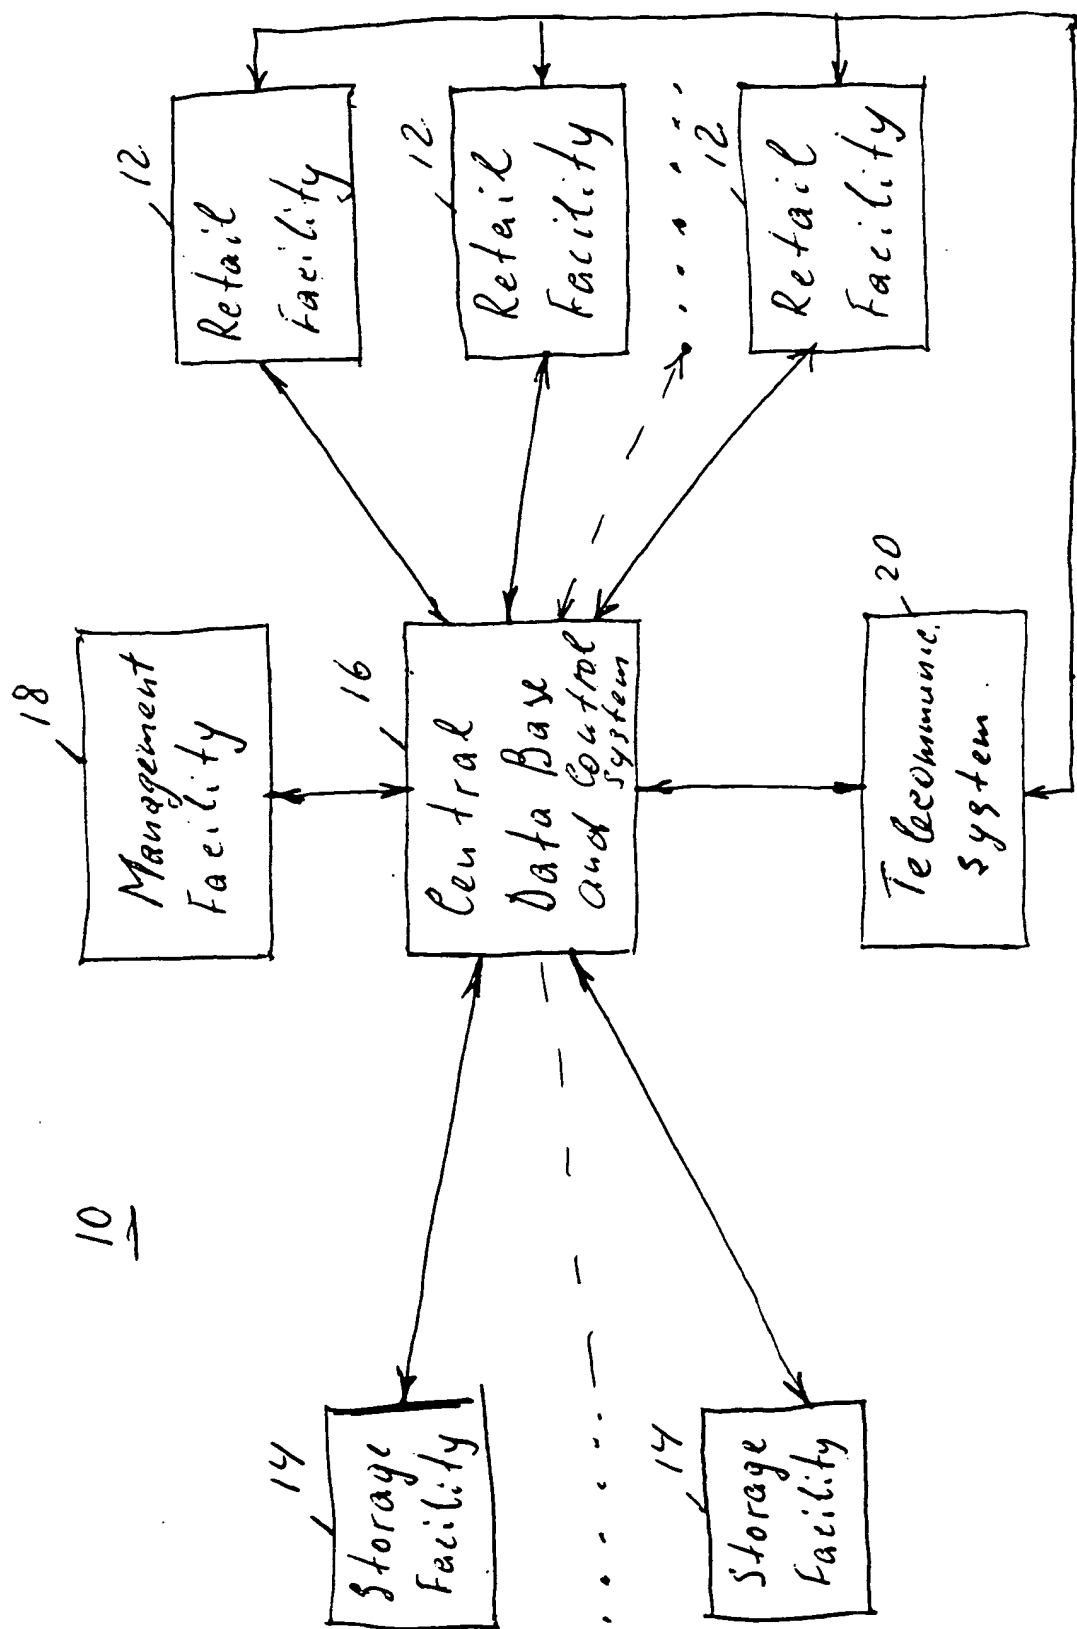 10
18
Management
Facility
14
Storage
Facility
16
Central
Data Base
and Control
System
12
Retail
Facility
12
Retail
Facility
14
Storage
Facility
12
Retail
Facility
20
Telecommunic.
System